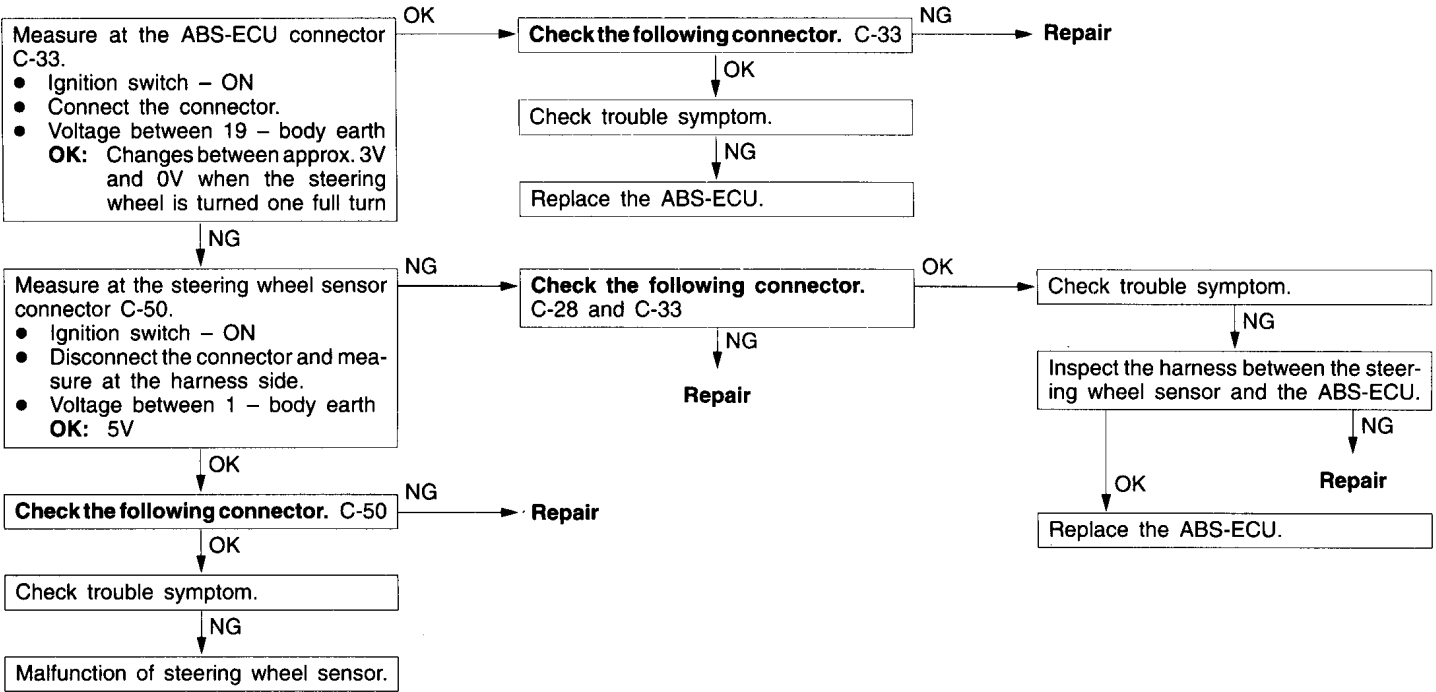 Measure at the ABS-ECU connector
C-33.
● Ignition switch – ON
● Connect the connector.
● Voltage between 19 – body earth
OK: Changes between approx. 3V
and 0V when the steering
wheel is turned one full turn
OK
Check the following connector. C-33
NG
Repair
OK
Check trouble symptom.
NG
Replace the ABS-ECU.
NG
Measure at the steering wheel sensor
connector C-50.
● Ignition switch – ON
● Disconnect the connector and mea-
sure at the harness side.
● Voltage between 1 – body earth
OK: 5V
NG
Check the following connector.
C-28 and C-33
NG
Repair
OK
Check trouble symptom.
NG
Inspect the harness between the steer-
ing wheel sensor and the ABS-ECU.
NG
Repair
OK
Replace the ABS-ECU.
OK
Check the following connector. C-50
NG
Repair
OK
Check trouble symptom.
NG
Malfunction of steering wheel sensor.